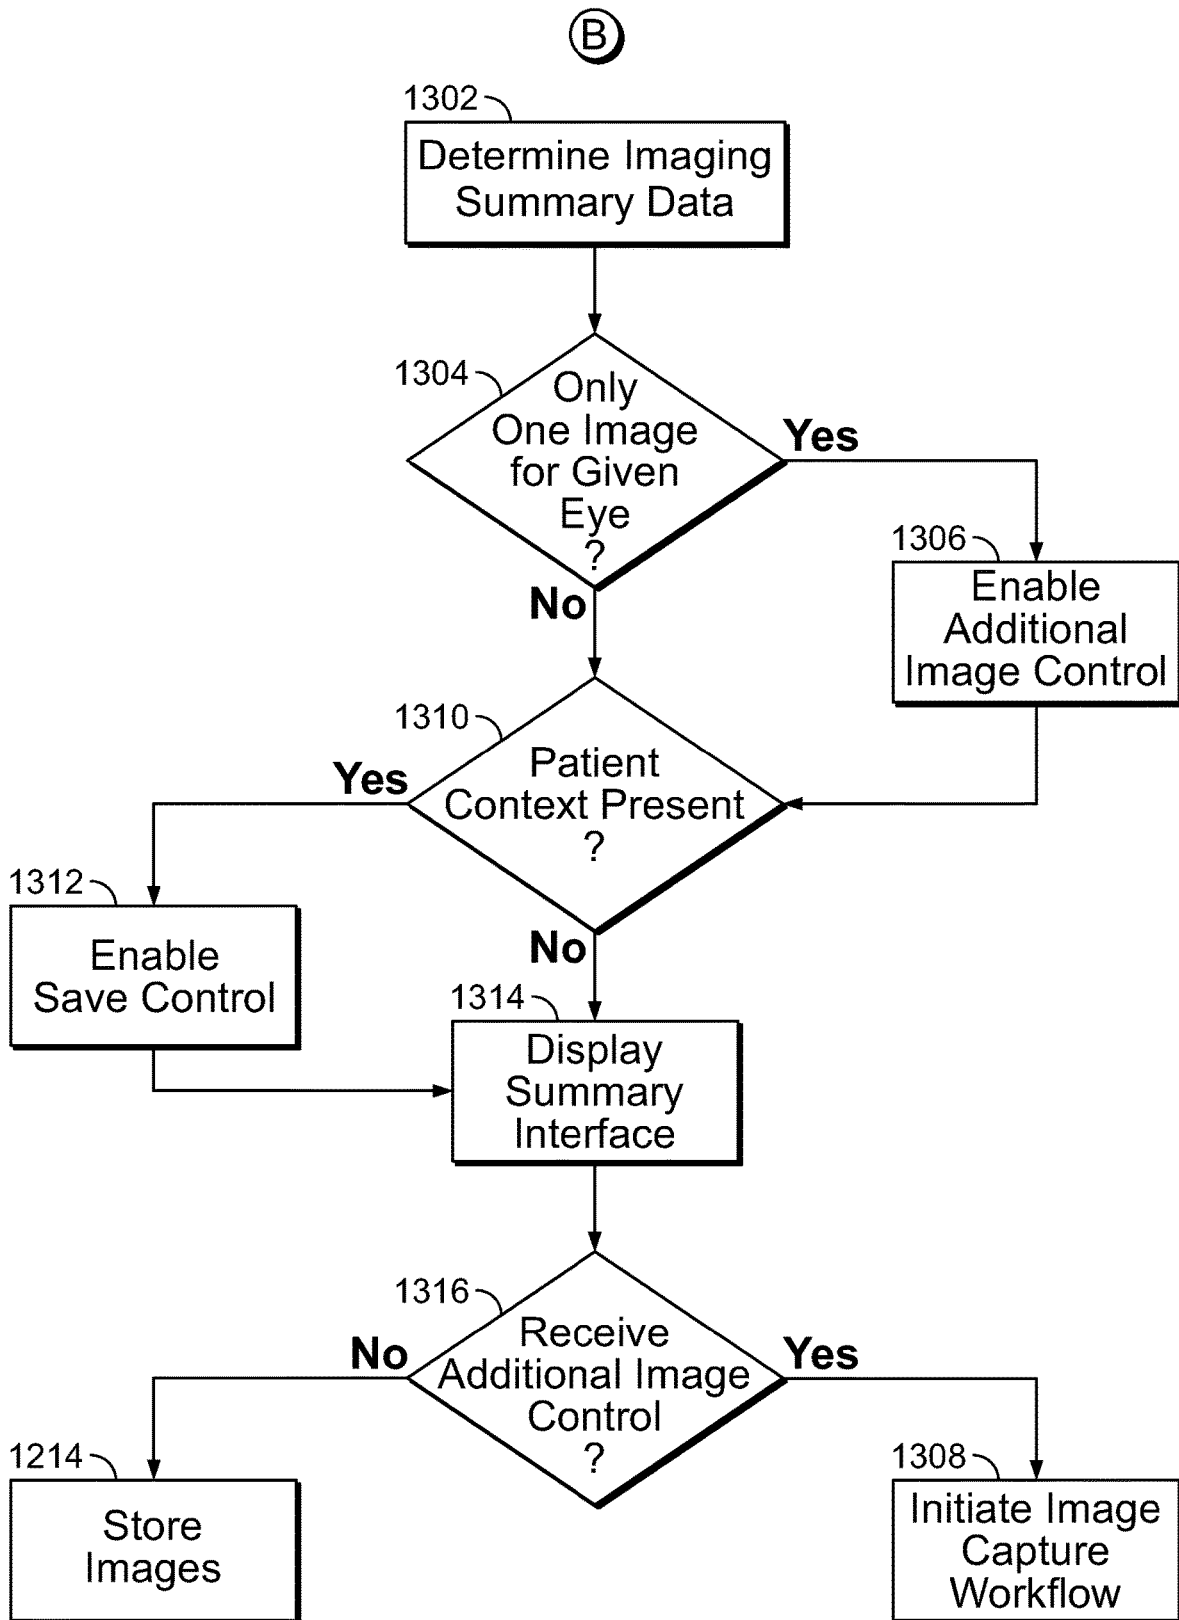 B
1302
Determine Imaging
Summary Data
1304
Only
One Image
for Given
Eye
?
Yes
No
1306
Enable
Additional
Image Control
1310
Patient
Context Present
?
Yes
No
1312
Enable
Save Control
1314
Display
Summary
Interface
1316
Receive
Additional Image
Control
?
No
Yes
1214
Store
Images
1308
Initiate Image
Capture
Workflow